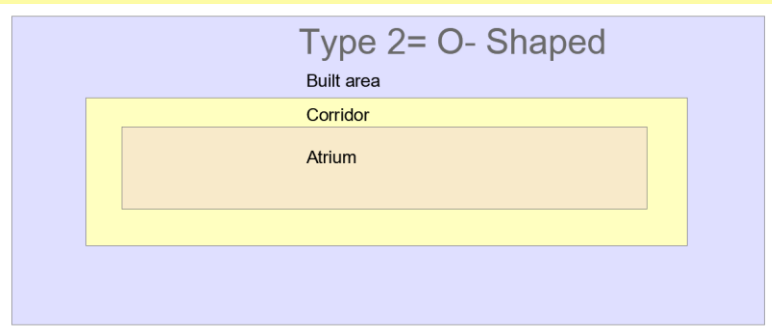 Type 2= O- Shaped
Built area
Corridor
Atrium